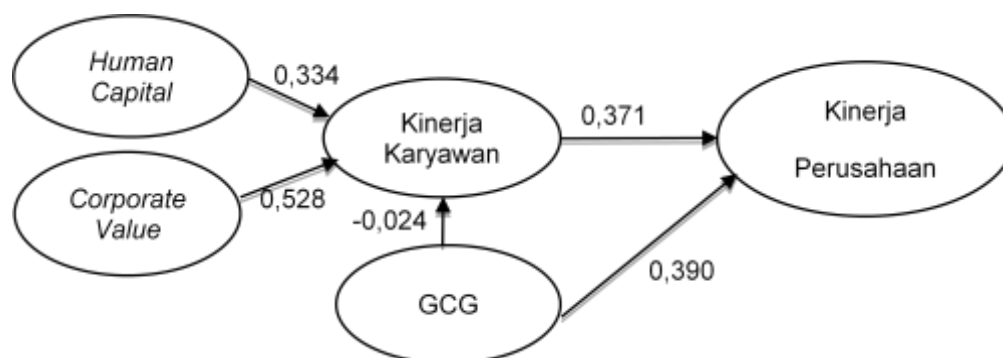 Human
Capital
0,334
Kinerja
Karyawan
0,371
Kinerja
Perusahaan
Corporate
Value
0,528
-0,024
GCG
0,390